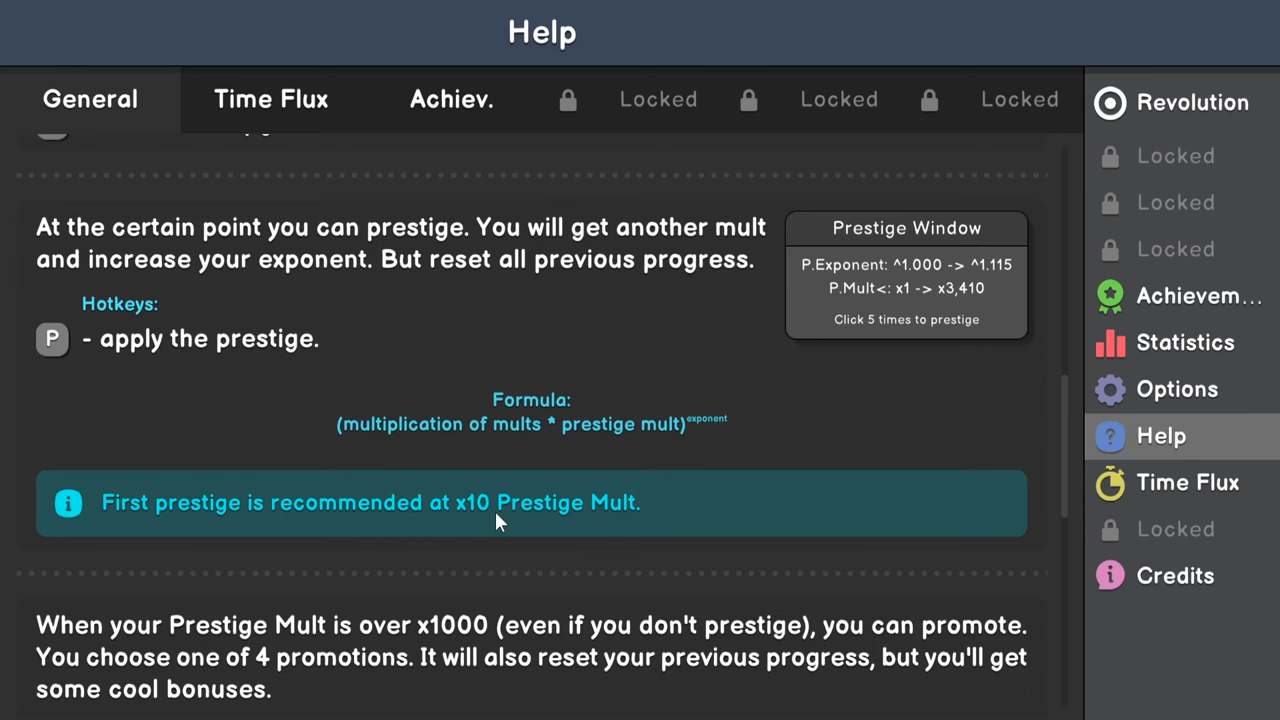 Help
General
Time Flux
Achiev.
Locked
Locked
Locked
At the certain point you can prestige. You will get another mult
and increase your exponent. But reset all previous progress.
Hotkeys:
P - apply the prestige.
Prestige Window
P.Exponent: ^1.000 -> ^1.115
P.Mult<: x1 -> x3,410
Click 5 times to prestige
Formula:
(multiplication of mults * prestige mult)exponent
First prestige is recommended at x10 Prestige Mult.
When your Prestige Mult is over x1000 (even if you don't prestige), you can promote.
You choose one of 4 promotions. It will also reset your previous progress, but you'll get
some cool bonuses.
Revolution
Locked
Locked
Locked
Achievem...
Statistics
Options
Help
Time Flux
Locked
Credits